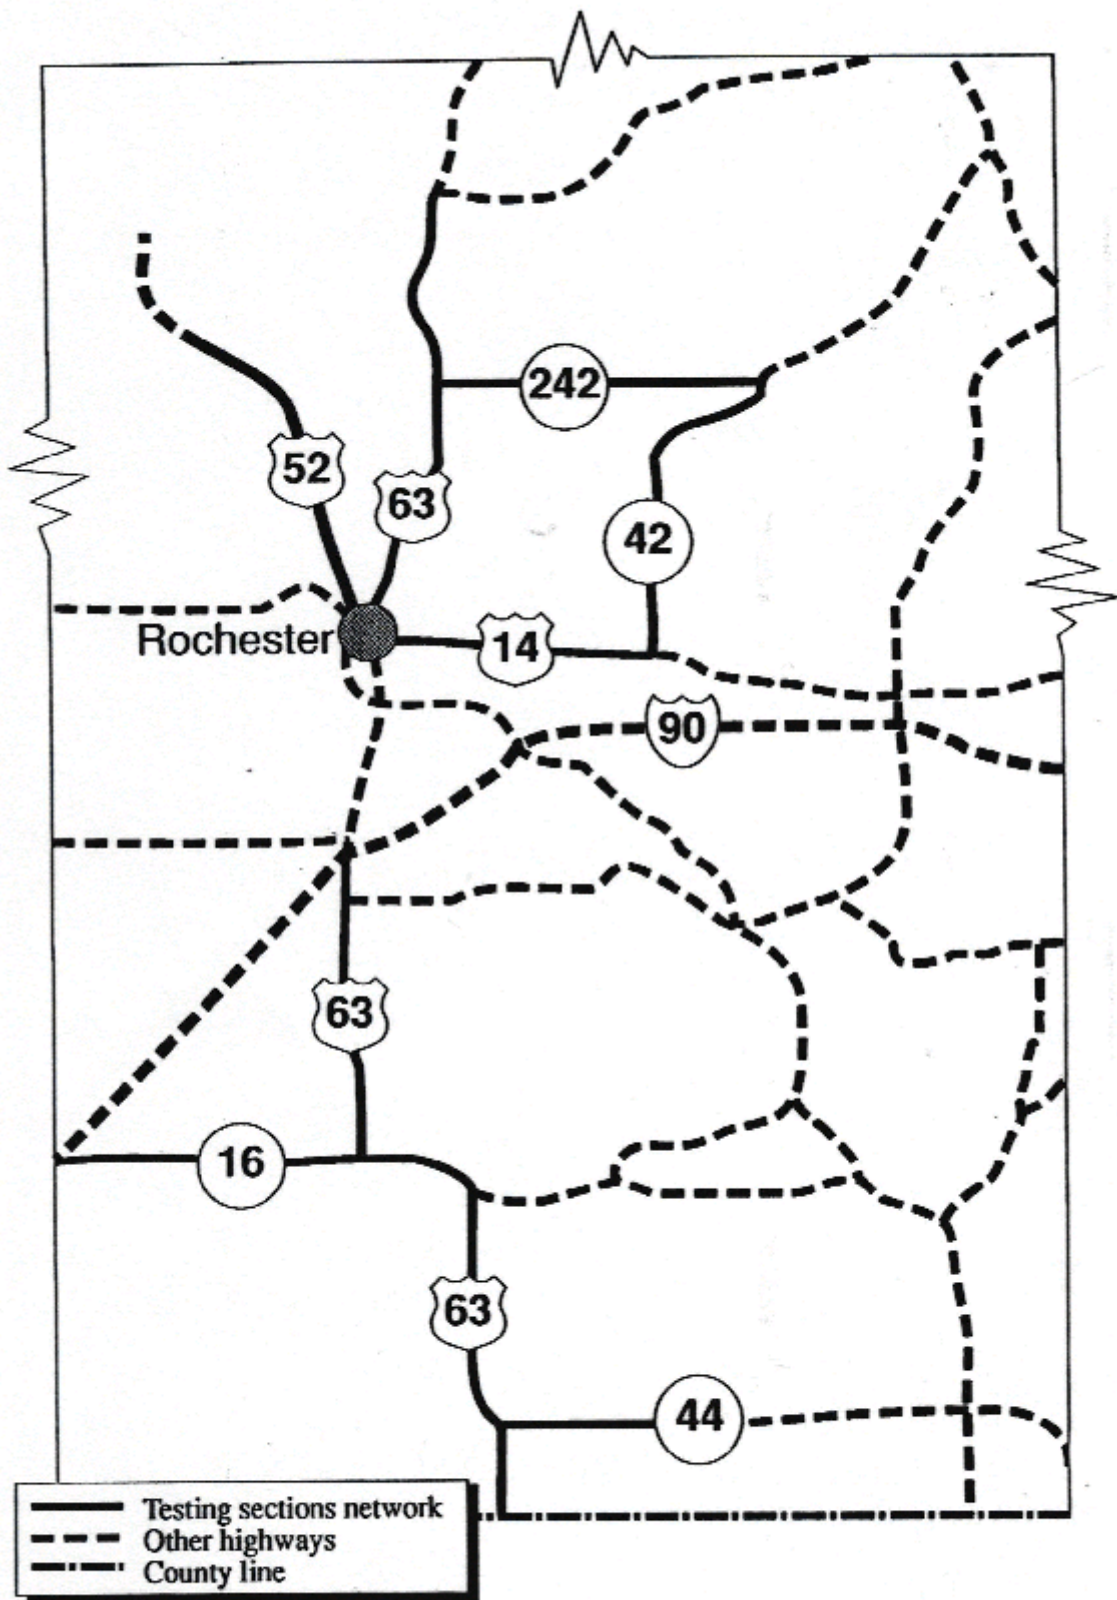 242
52
63
42
Rochester
14
90
63
16
63
44
Testing sections network
Other highways
County line